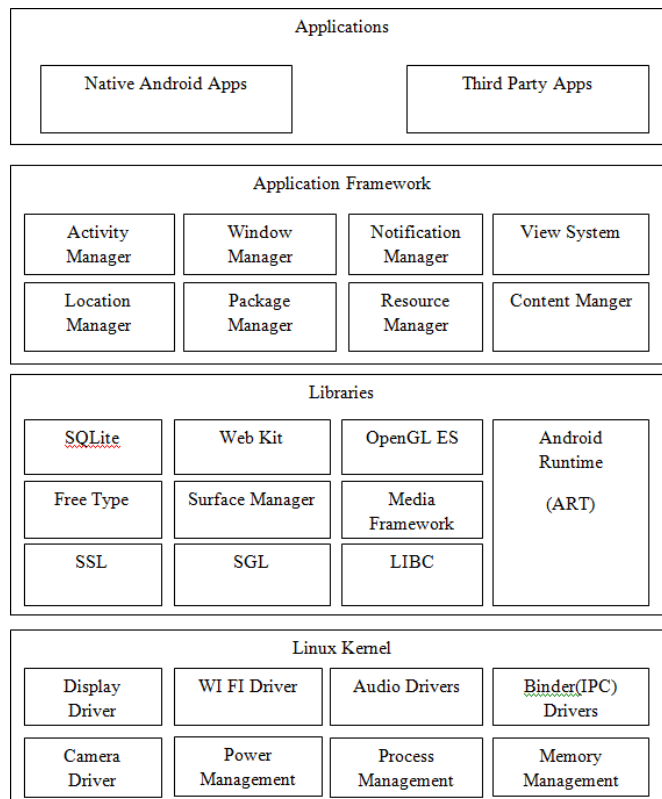 Applications
Native Android Apps
Third Party Apps
Application Framework
Activity
Manager
Window
Manager
Notification
Manager
View System
Location
Manager
Package
Manager
Resource
Manager
Content Manger
Libraries
SQLite
Web Kit
OpenGL ES
Android
Runtime
(ART)
Free Type
Surface Manager
Media
Framework
SSL
SGL
LIBC
Linux Kernel
Display
Driver
WI FI Driver
Audio Drivers
Binder(IPC)
Drivers
Camera
Driver
Power
Management
Process
Management
Memory
Management